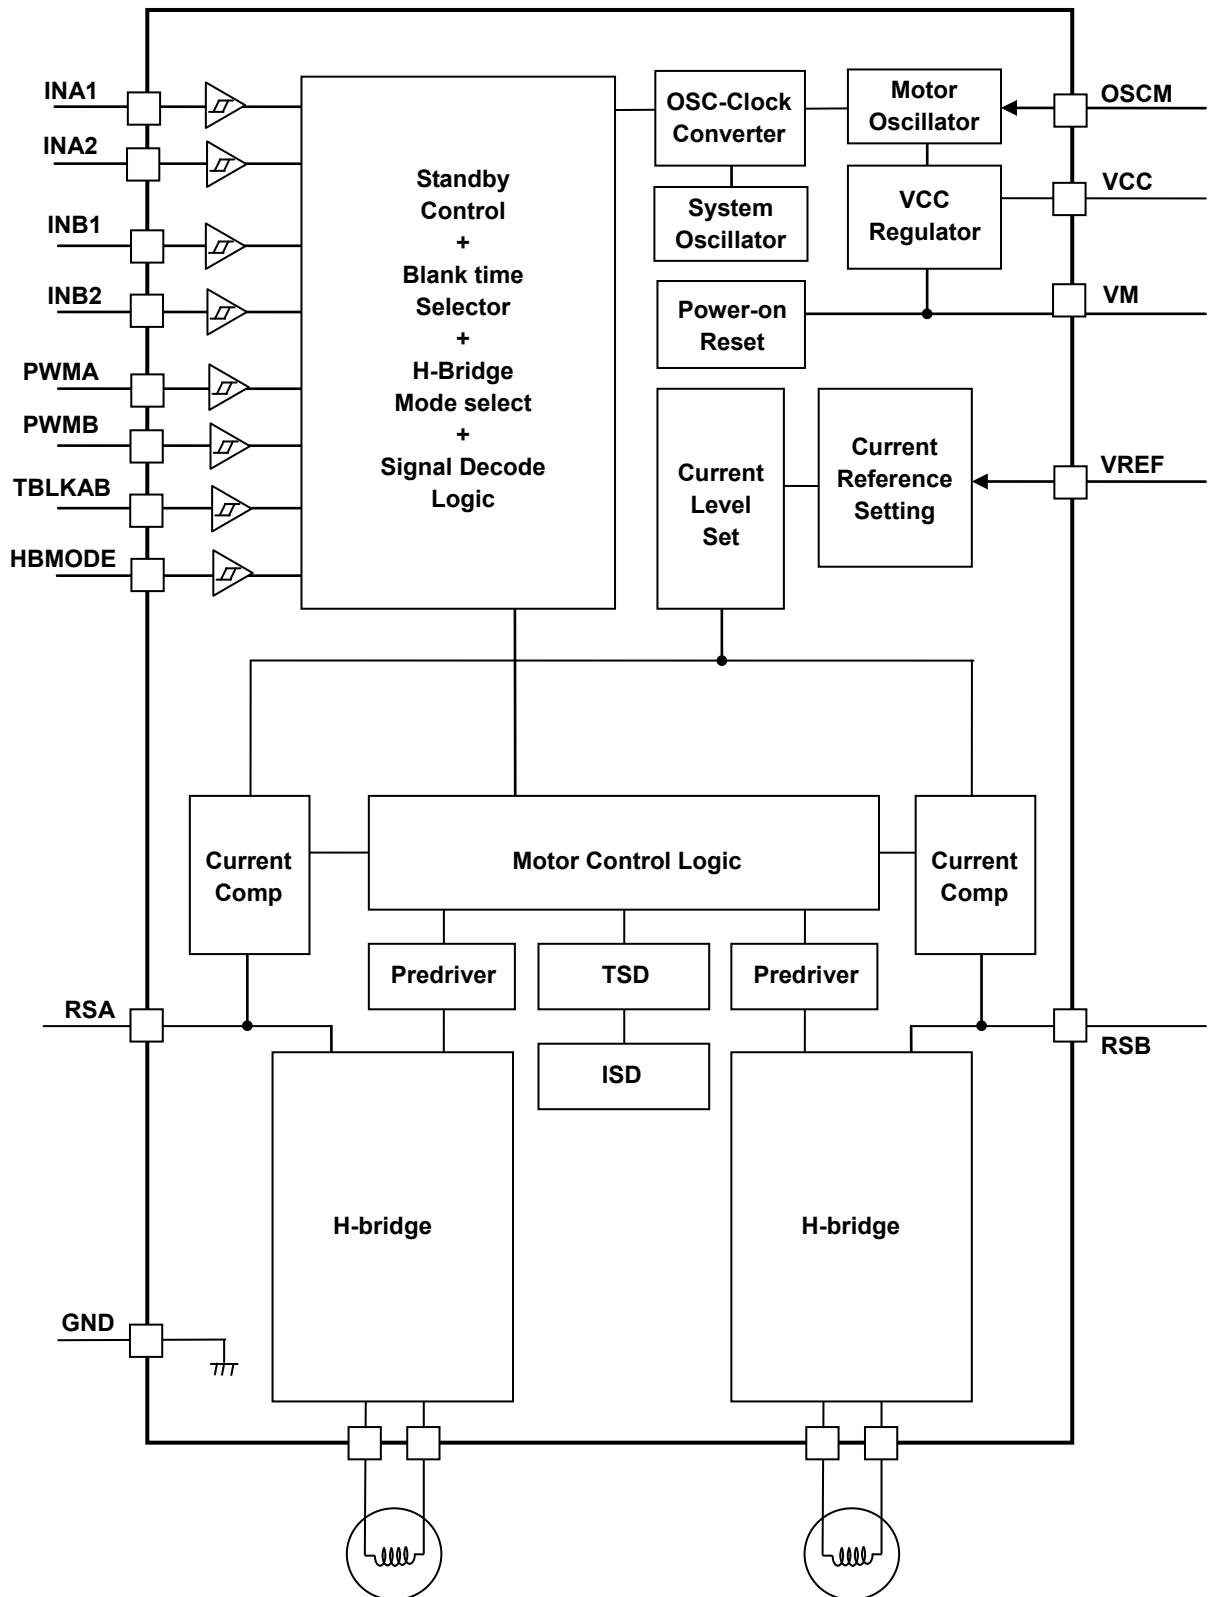 INA1
INA2
INB1
INB2
PWMA
PWMB
TBLKAB
HBMODE
Standby
Control
+
Blank time
Selector
+
H-Bridge
Mode select
+
Signal Decode
Logic
OSC-Clock
Converter
Motor
Oscillator
OSCM
System
Oscillator
VCC
Regulator
VCC
Power-on
Reset
VM
Current
Level
Set
Current
Reference
Setting
VREF
Current
Comp
Motor Control Logic
Current
Comp
Predriver
TSD
Predriver
RSA
ISD
RSB
H-bridge
H-bridge
GND